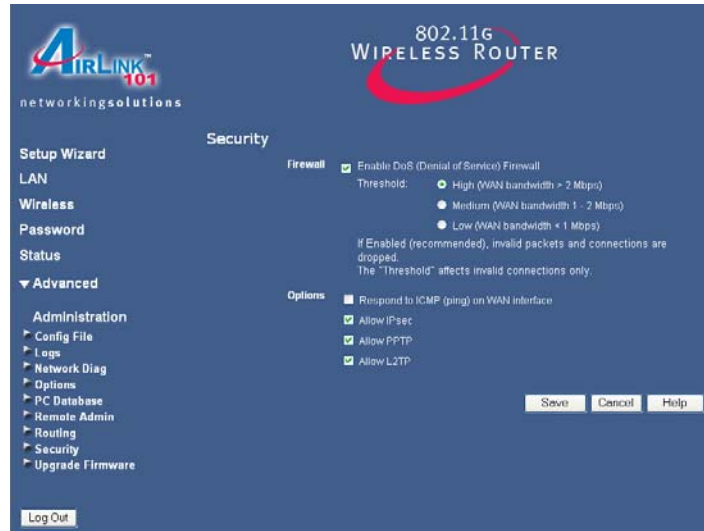 AIRLINK™
101
networkingsolutions
802.11G
WIRELESS ROUTER
Setup Wizard
LAN
Wireless
Password
Status
Advanced
Administration
Config File
Logs
Network Diag
Options
PC Database
Remote Admin
Routing
Security
Upgrade Firmware
Log Out
Security
Firewall
Enable DoS (Denial of Service) Firewall
Threshold: High (WAN bandwidth > 2 Mbps)
Medium (WAN bandwidth 1 - 2 Mbps)
Low (WAN bandwidth < 1 Mbps)
If Enabled (recommended), invalid packets and connections are
dropped.
The "Threshold" affects invalid connections only.
Options
Respond to ICMP (ping) on WAN interface
Allow IPsec
Allow PPTP
Allow L2TP
Save Cancel Help